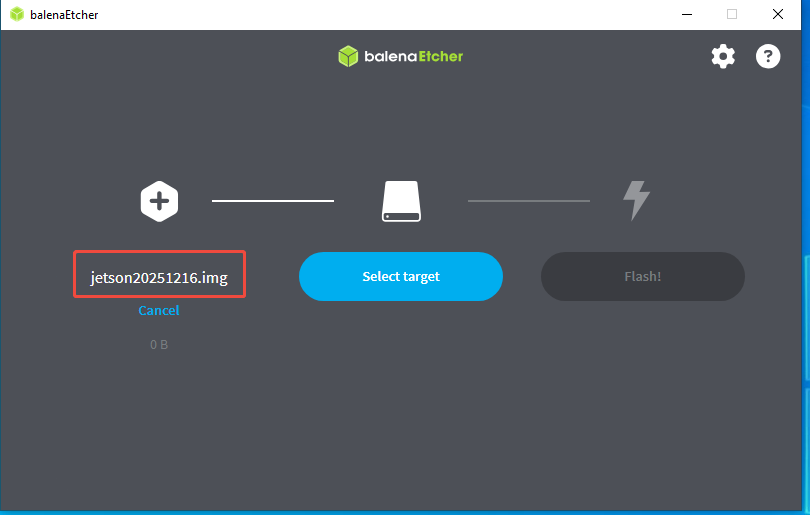 balenaEtcher
balenaEtcher
?
jetson20251216.img
Select target
Flash!
Cancel
0 B